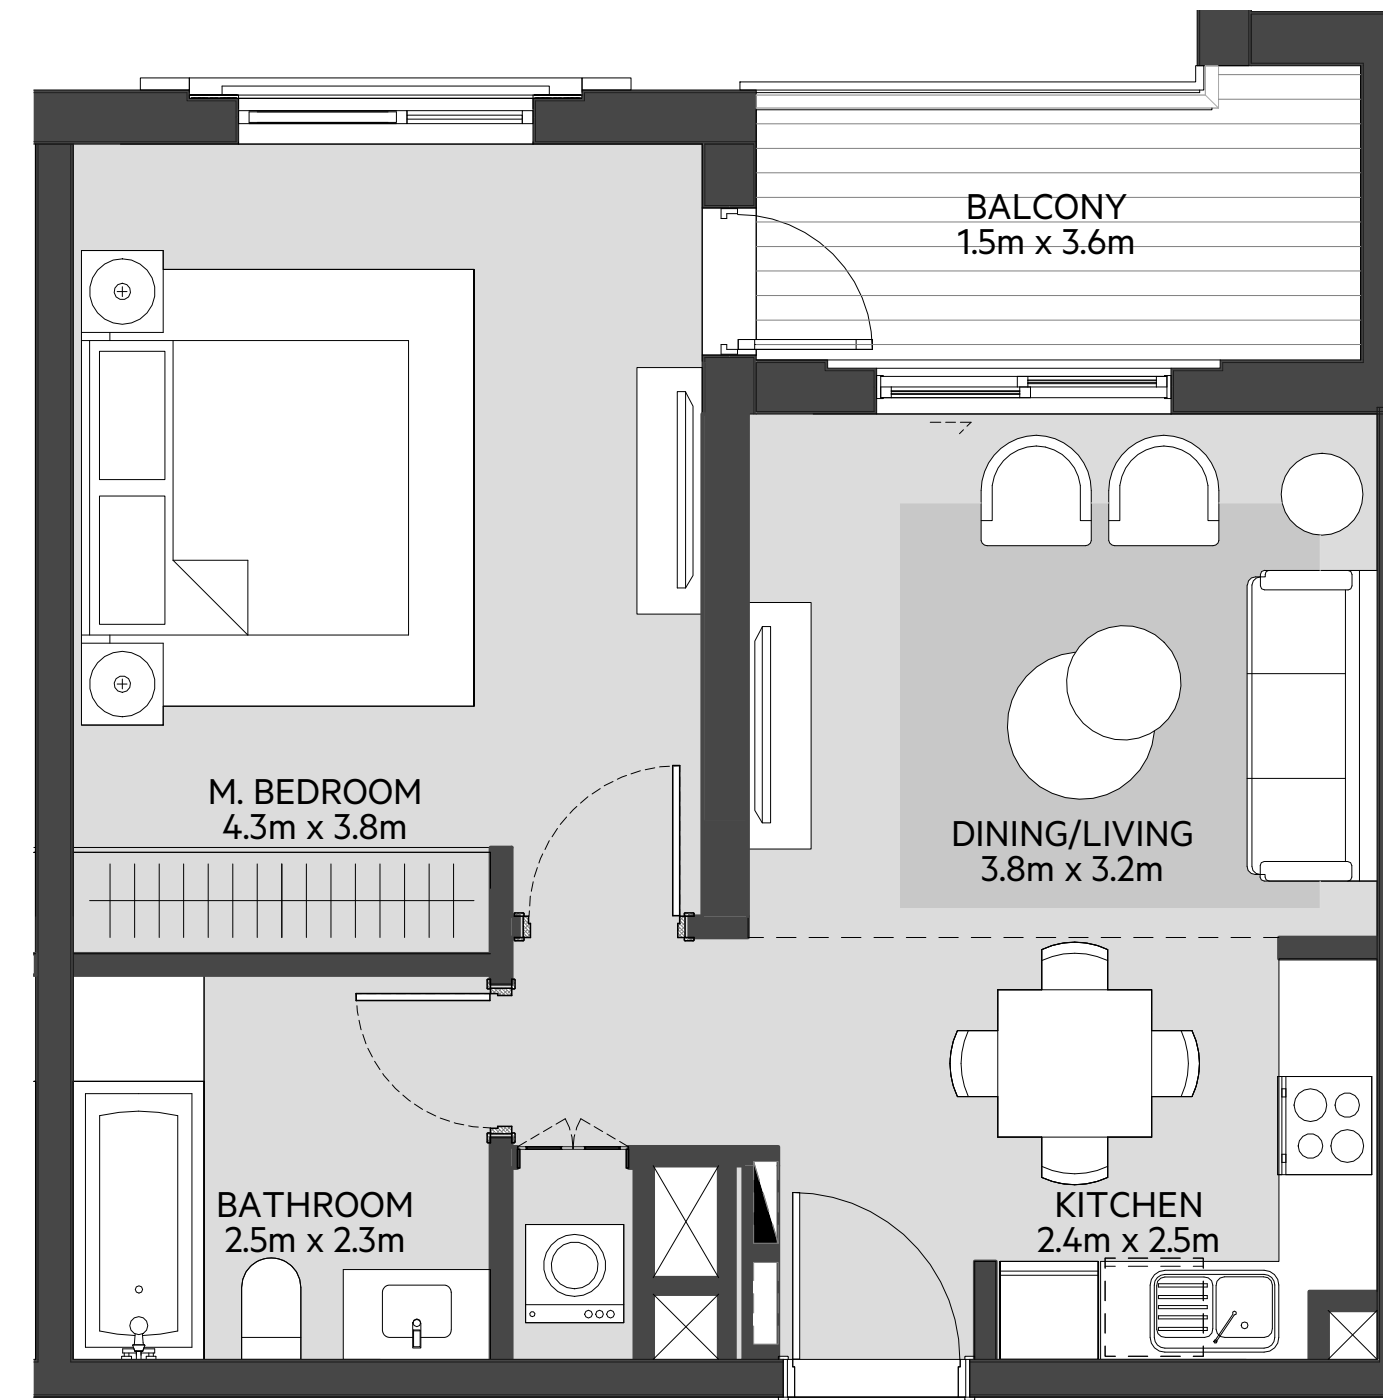 BALCONY
1.5m x 3.6m
M. BEDROOM
4.3m x 3.8m
DINING/LIVING
3.8m x 3.2m
BATHROOM
2.5m x 2.3m
KITCHEN
2.4m x 2.5m